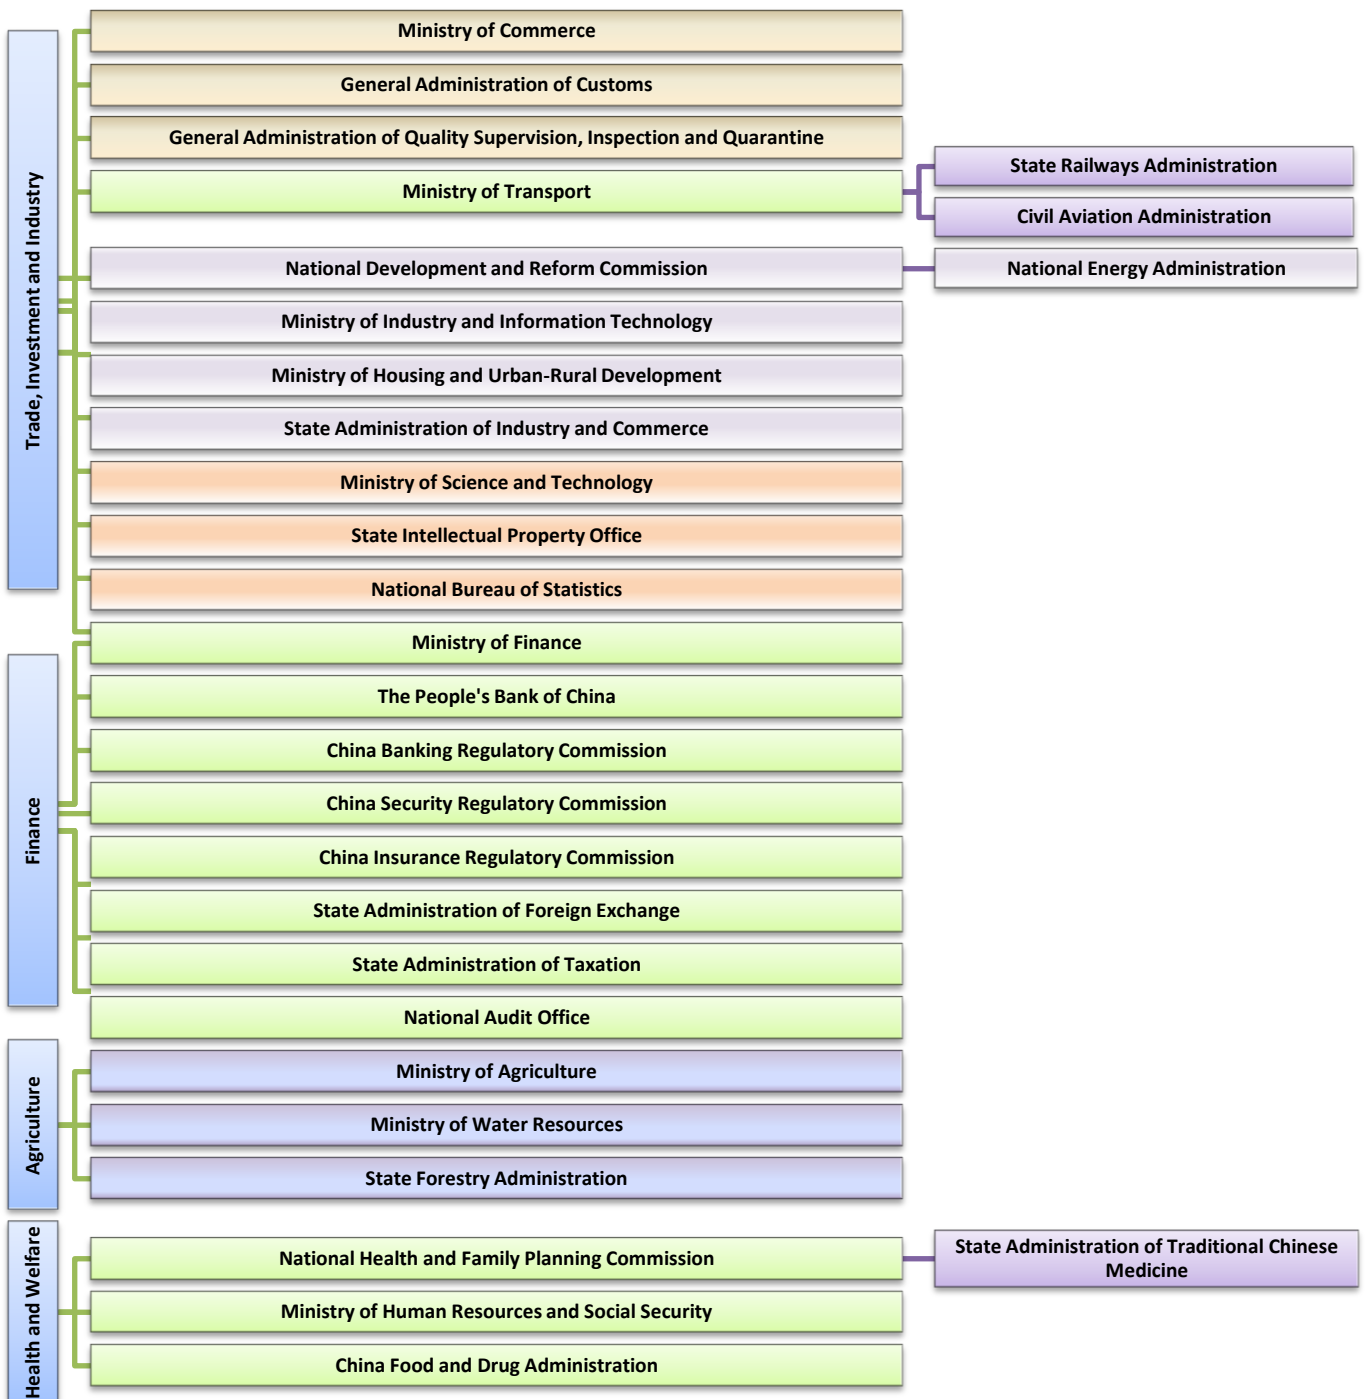 Trade, Investment and Industry
Ministry of Commerce
General Administration of Customs
General Administration of Quality Supervision, Inspection and Quarantine
Ministry of Transport
State Railways Administration
Civil Aviation Administration
National Development and Reform Commission
National Energy Administration
Ministry of Industry and Information Technology
Ministry of Housing and Urban-Rural Development
State Administration of Industry and Commerce
Ministry of Science and Technology
State Intellectual Property Office
National Bureau of Statistics
Ministry of Finance
Finance
The People's Bank of China
China Banking Regulatory Commission
China Security Regulatory Commission
China Insurance Regulatory Commission
State Administration of Foreign Exchange
State Administration of Taxation
National Audit Office
Agriculture
Ministry of Agriculture
Ministry of Water Resources
State Forestry Administration
Health and Welfare
National Health and Family Planning Commission
State Administration of Traditional Chinese
Medicine
Ministry of Human Resources and Social Security
China Food and Drug Administration